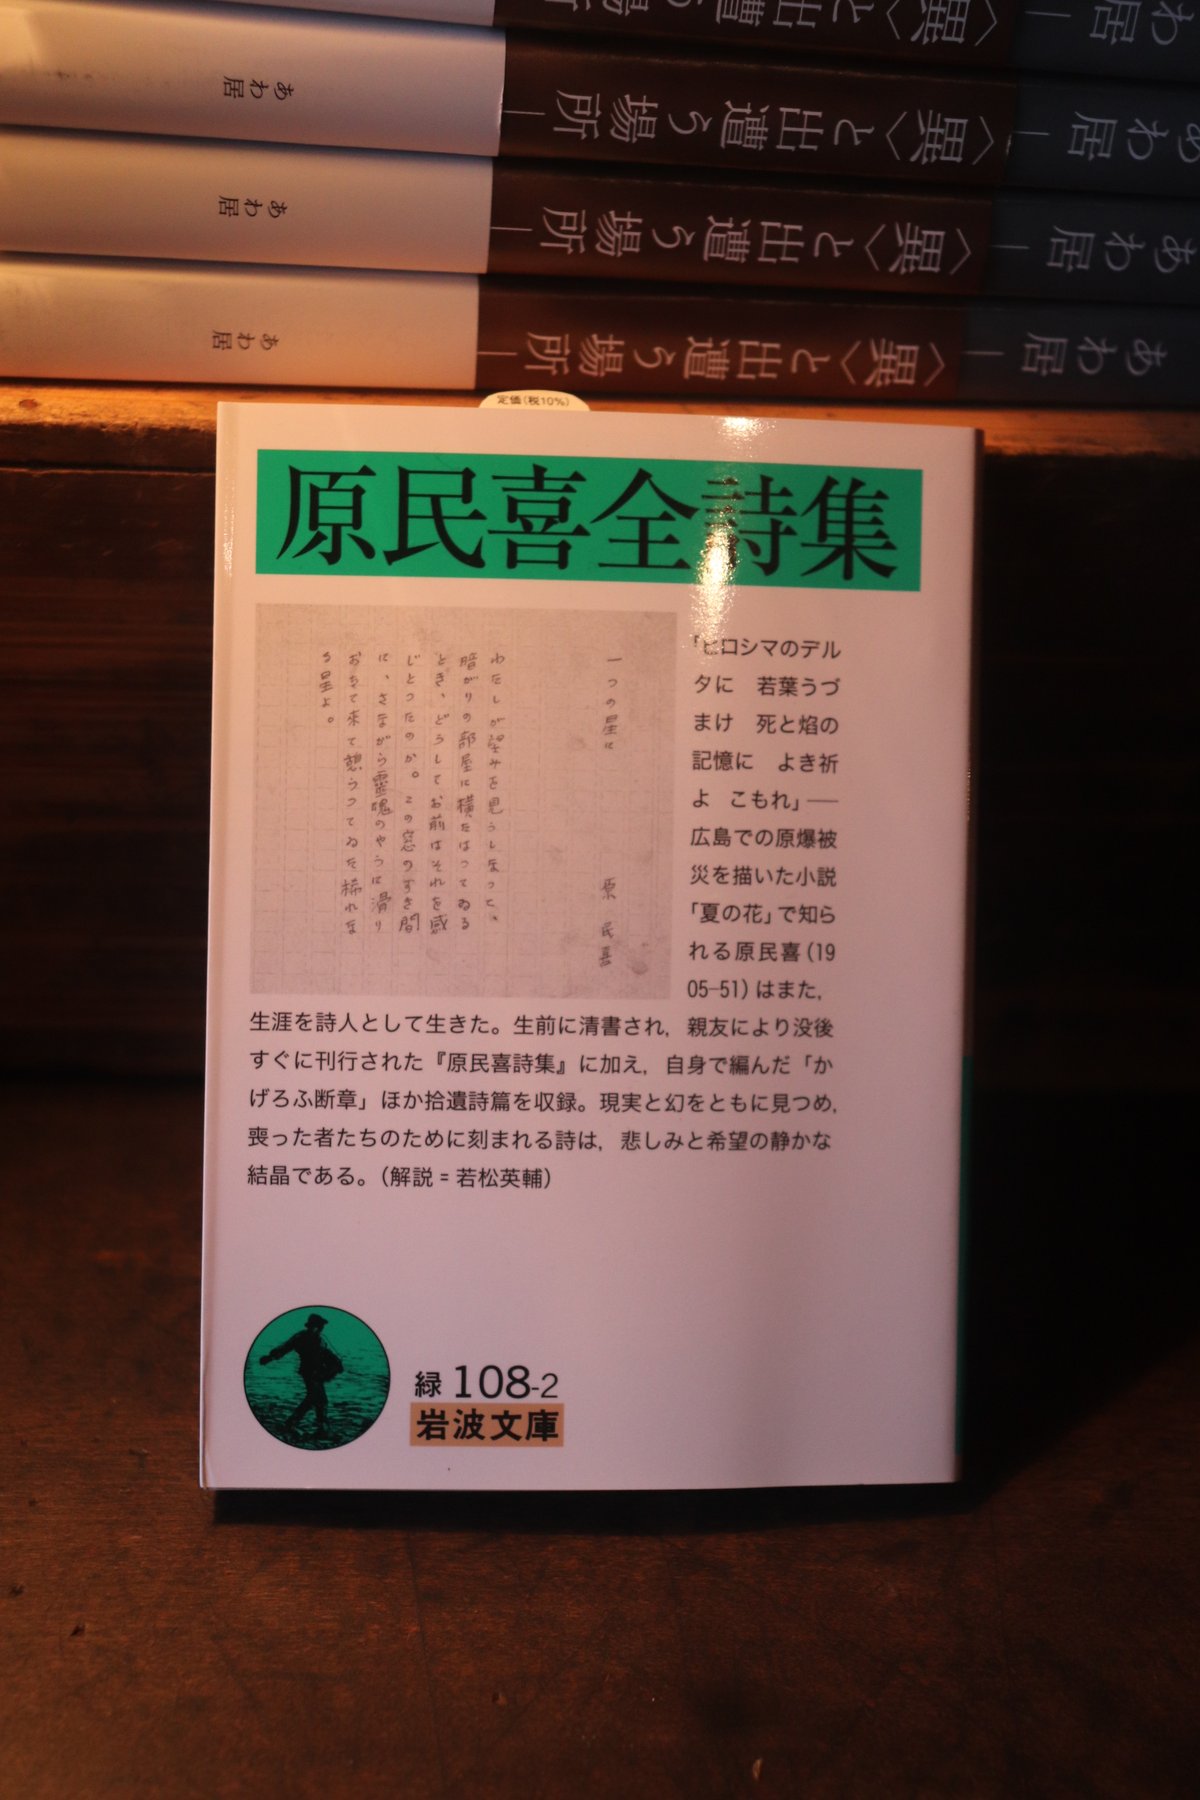 あわ居 ―〈異〉と出遭う場所
あわ居 ―〈異〉と出遭う場所― あわ居
あわ居 ―〈異〉と出遭う場所― あわ居
あわ居 ―〈異〉と出遭う場所― あわ居
定価(税10%)
原民喜全詩集
一つの星に 原民喜
わたしが望みを見うしなつて、
暗がりの部屋に横たはつてゐる
とき、どうしてお前はそれを感
じとつたのか。この窓のすき間
に、さながら靈魂のやうに滑り
おりて来て憩らつてゐた稀れな
る星よ。
「ヒロシマのデル
タに 若葉うづ
まけ 死と焰の
記憶に よき祈
よ こもれ」──
広島での原爆被
災を描いた小説
「夏の花」で知ら
れる原民喜(19
05-51)はまた,
生涯を詩人として生きた。生前に清書され,親友により没後
すぐに刊行された『原民喜詩集』に加え,自身で編んだ「か
げろふ断章」ほか拾遺詩篇を収録。現実と幻をともに見つめ,
喪った者たちのために刻まれる詩は,悲しみと希望の静かな
結晶である。(解説=若松英輔)
緑 108-2
岩波文庫